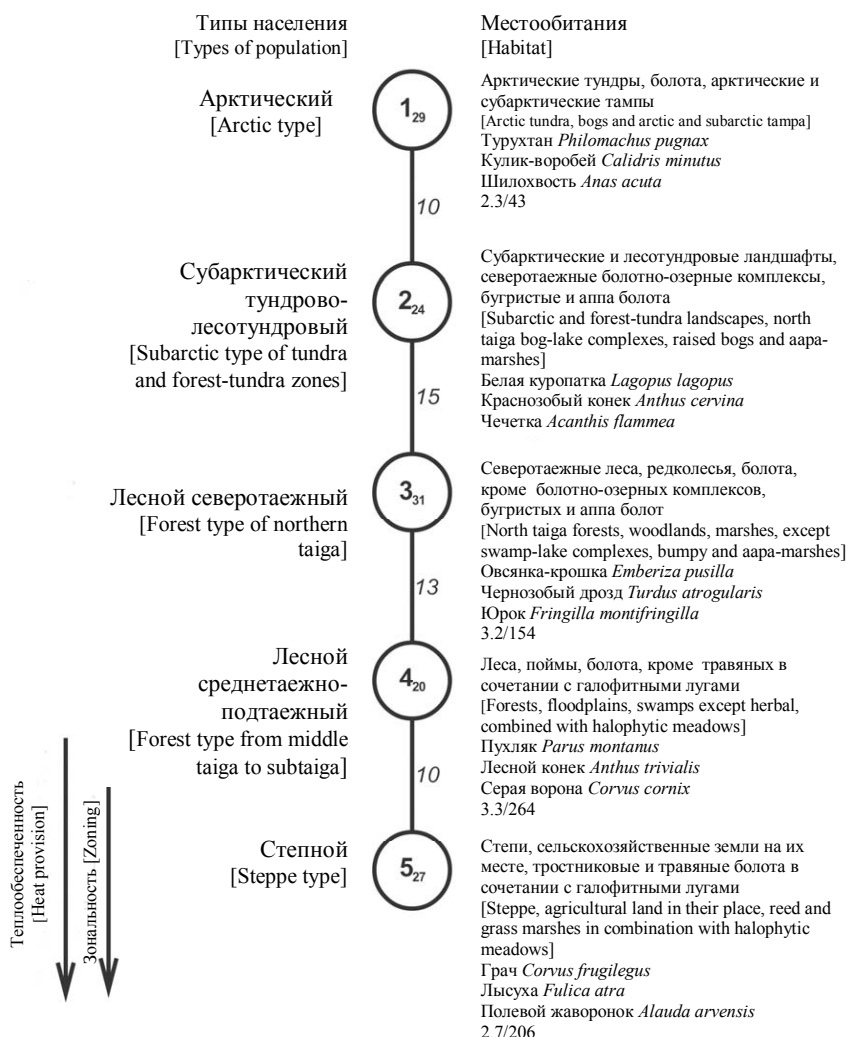 Типы населения
[Types of population]
Местообитания
[Habitat]
Арктический
[Arctic type]
1 29
Арктические тундры, болота, арктические и
субарктические тампы
[Arctic tundra, bogs and arctic and subarctic tampa]
Турухтан Philomachus pugnax
Кулик-воробей Calidris minutus
Шилохвость Anas acuta
2.3/43
10
Субарктический
тундрово-
лесотундровый
[Subarctic type of tundra
and forest-tundra zones]
2 24
Субарктические и лесотундровые ландшафты,
северотаежные болотно-озерные комплексы,
бугристые и аппа болота
[Subarctic and forest-tundra landscapes, north
taiga bog-lake complexes, raised bogs and aapa-
marshes]
Белая куропатка Lagopus lagopus
Краснозобый конек Anthus cervina
Чечетка Acanthis flammea
15
Лесной северотаежный
[Forest type of northern
taiga]
3 31
Северотаежные леса, редколесья, болота,
кроме болотно-озерных комплексов,
бугристых и аппа болот
[North taiga forests, woodlands, marshes, except
swamp-lake complexes, bumpy and aapa-marshes]
Овсянка-крошка Emberiza pusilla
Чернозобый дрозд Turdus atrogularis
Юрок Fringilla montifringilla
3.2/154
13
Лесной
среднетаежно-
подтаежный
[Forest type from middle
taiga to subtaiga]
4 20
Леса, поймы, болота, кроме травяных в
сочетании с галофитными лугами
[Forests, floodplains, swamps except herbal,
combined with halophytic meadows]
Пухляк Parus montanus
Лесной конек Anthus trivialis
Серая ворона Corvus cornix
3.3/264
10
Степной
[Steppe type]
5 27
Степи, сельскохозяйственные земли на их
месте, тростниковые и травяные болота в
сочетании с галофитными лугами
[Steppe, agricultural land in their place, reed and
grass marshes in combination with halophytic
meadows]
Грач Corvus frugilegus
Лысуха Fulica atra
Полевой жаворонок Alauda arvensis
2.7/206
Теплообеспеченность
[Heat provision]
Зональность [Zoning]